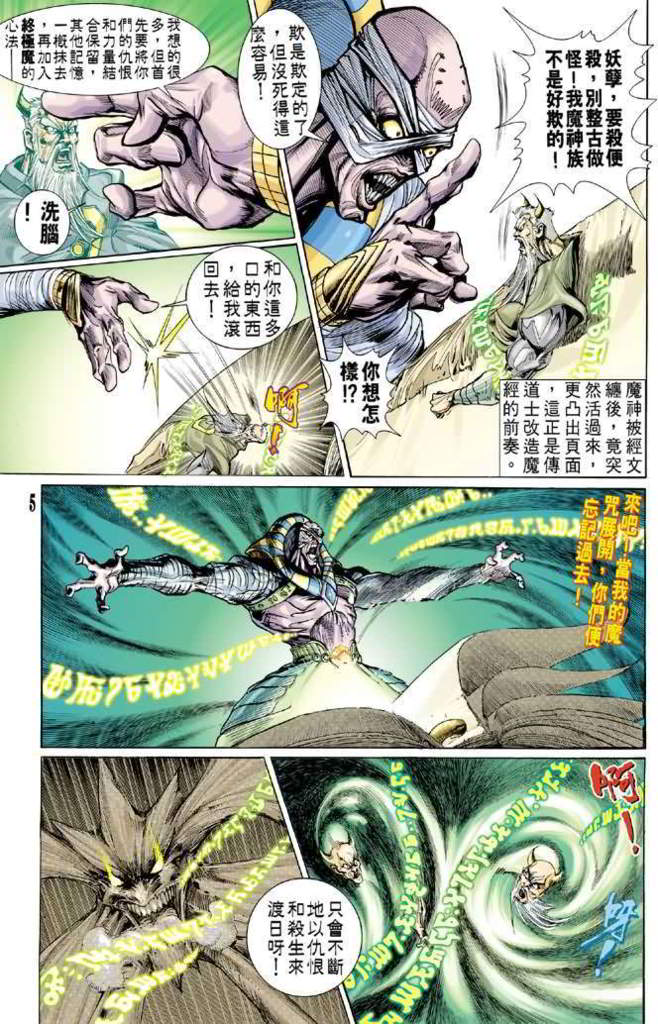 妖孽，要殺便
殺，別整古做
怪！我魔神族
不是好欺的！
欺是欺定的了
，但沒死得這
麼容易！
你想怎
樣!?
魔神被經文
纏後，竟突
然活過來，
更凸出頁面
，這正是傳
道士改造魔
經的前奏。
我想的很
多，但首
先要將你
們的仇恨
和力量結
合保留，
其他記憶
一概抹去
，再加入
終極魔的
心法—
洗腦
！
和你這多
口的東西
，給我滾
回去！
啊！
5
來吧！當我的魔
咒展開，你們便
忘記過去！
啊！
呀！
只會不斷
地以仇恨
和殺生來
渡日呀！